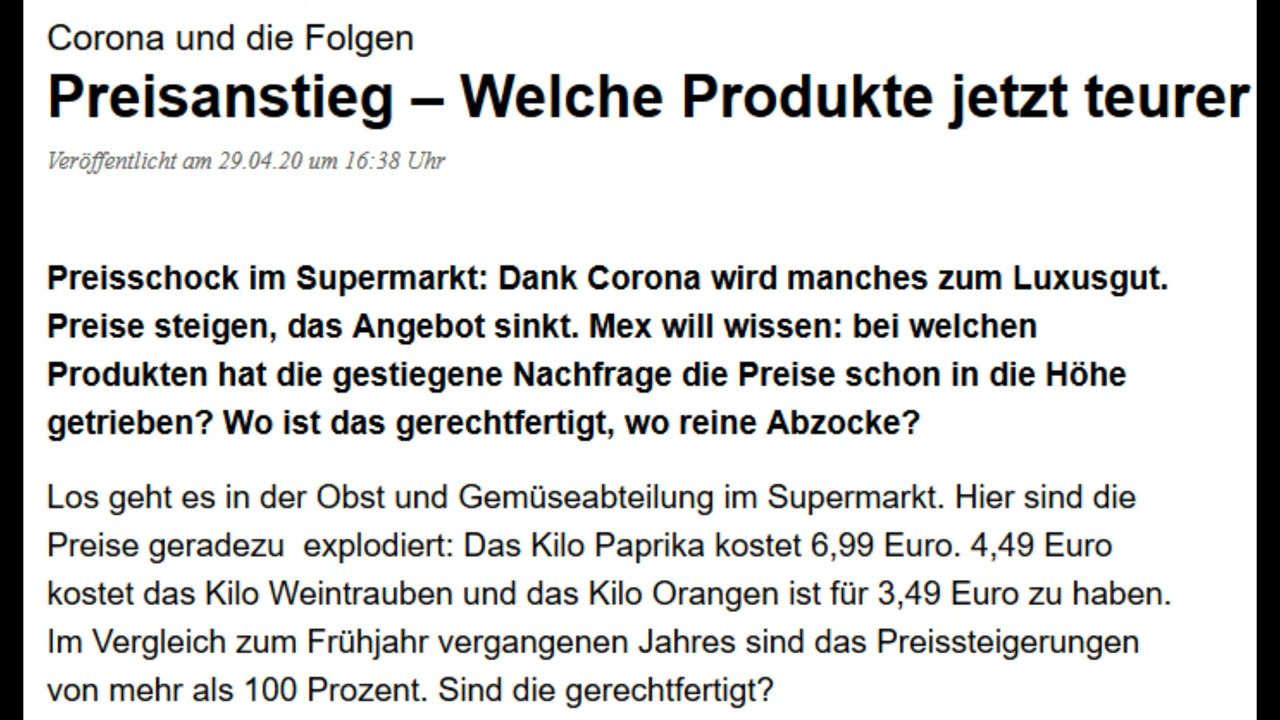 Corona und die Folgen
Preisanstieg – Welche Produkte jetzt teurer
Veröffentlicht am 29.04.20 um 16:38 Uhr
Preisschock im Supermarkt: Dank Corona wird manches zum Luxusgut.
Preise steigen, das Angebot sinkt. Mex will wissen: bei welchen
Produkten hat die gestiegene Nachfrage die Preise schon in die Höhe
getrieben? Wo ist das gerechtfertigt, wo reine Abzocke?
Los geht es in der Obst und Gemüseabteilung im Supermarkt. Hier sind die
Preise geradezu  explodiert: Das Kilo Paprika kostet 6,99 Euro. 4,49 Euro
kostet das Kilo Weintrauben und das Kilo Orangen ist für 3,49 Euro zu haben.
Im Vergleich zum Frühjahr vergangenen Jahres sind das Preissteigerungen
von mehr als 100 Prozent. Sind die gerechtfertigt?